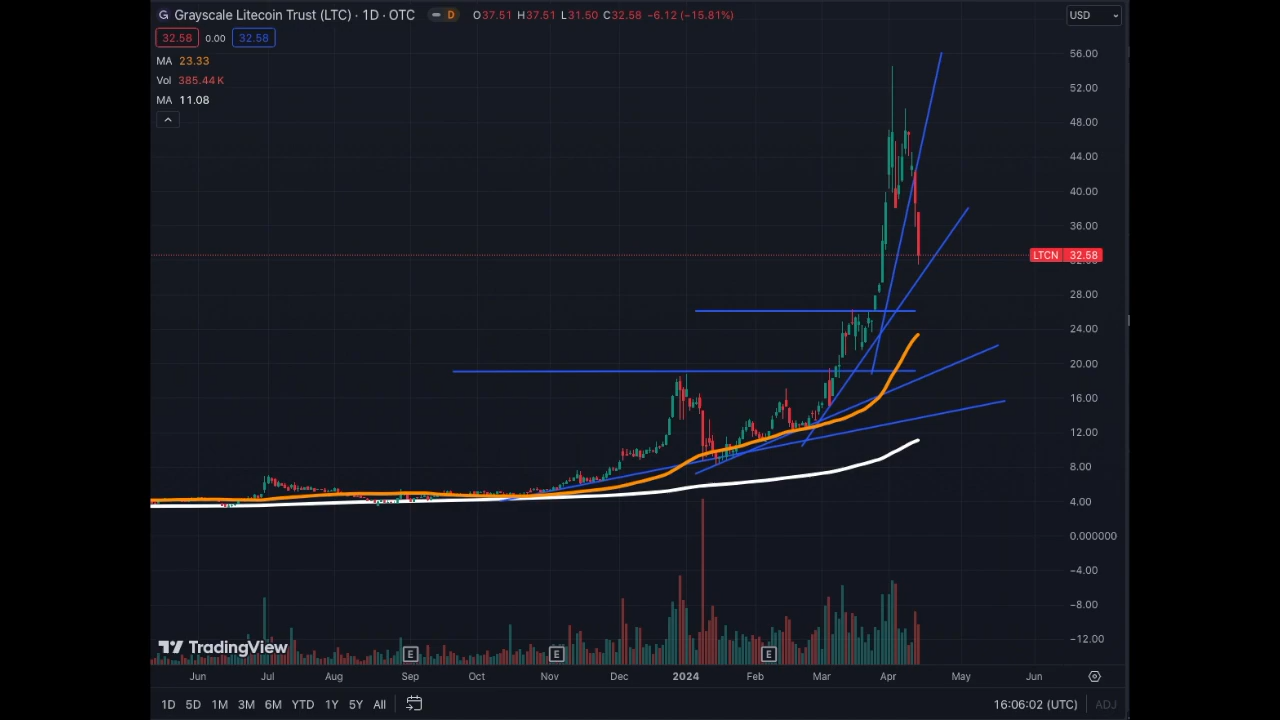 G Grayscale Litecoin Trust (LTC) · 1D · OTC D O37.51 H37.51 L31.50 C32.58 −6.12 (−15.81%) USD
32.58 0.00 32.58
MA 23.33
Vol 385.44 K
MA 11.08
56.00
52.00
48.00
44.00
40.00
36.00
LTCN 32.58
28.00
24.00
20.00
16.00
12.00
8.00
4.00
0.000000
−4.00
−8.00
−12.00
TradingView
E E E
Jun Jul Aug Sep Oct Nov Dec 2024 Feb Mar Apr May Jun
1D 5D 1M 3M 6M YTD 1Y 5Y All 16:06:02 (UTC) ADJ